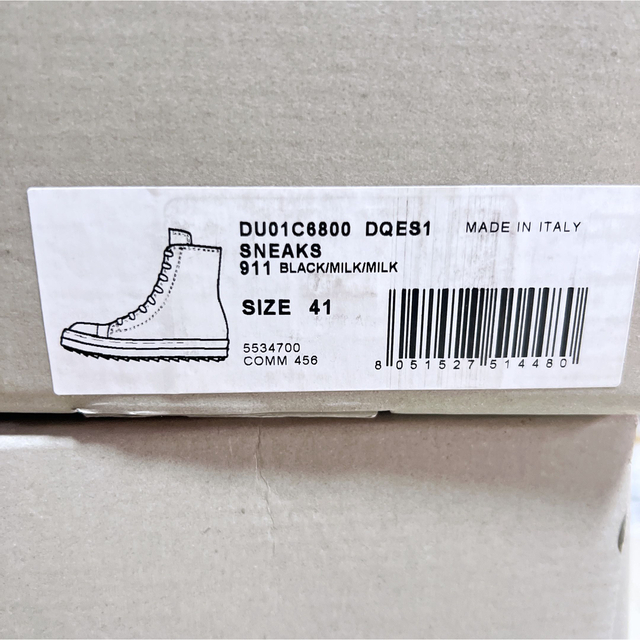 DU01C6800 DQES1 MADE IN ITALY
SNEAKS
911 BLACK/MILK/MILK
SIZE 41
5534700
COMM 456
8 051527 514480